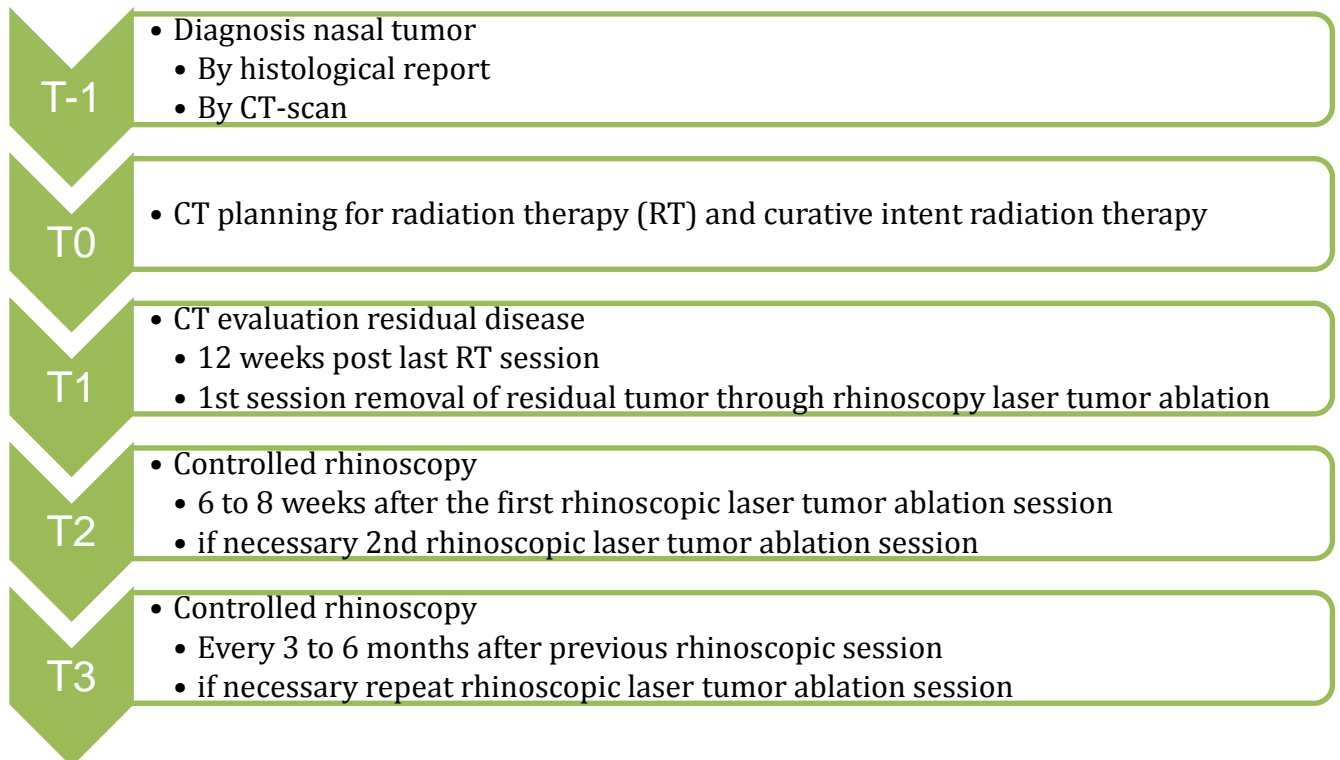 T-1
• Diagnosis nasal tumor
• By histological report
• By CT-scan
T0
• CT planning for radiation therapy (RT) and curative intent radiation therapy
T1
• CT evaluation residual disease
• 12 weeks post last RT session
• 1st session removal of residual tumor through rhinoscopy laser tumor ablation
T2
• Controlled rhinoscopy
• 6 to 8 weeks after the first rhinoscopic laser tumor ablation session
• if necessary 2nd rhinoscopic laser tumor ablation session
T3
• Controlled rhinoscopy
• Every 3 to 6 months after previous rhinoscopic session
• if necessary repeat rhinoscopic laser tumor ablation session